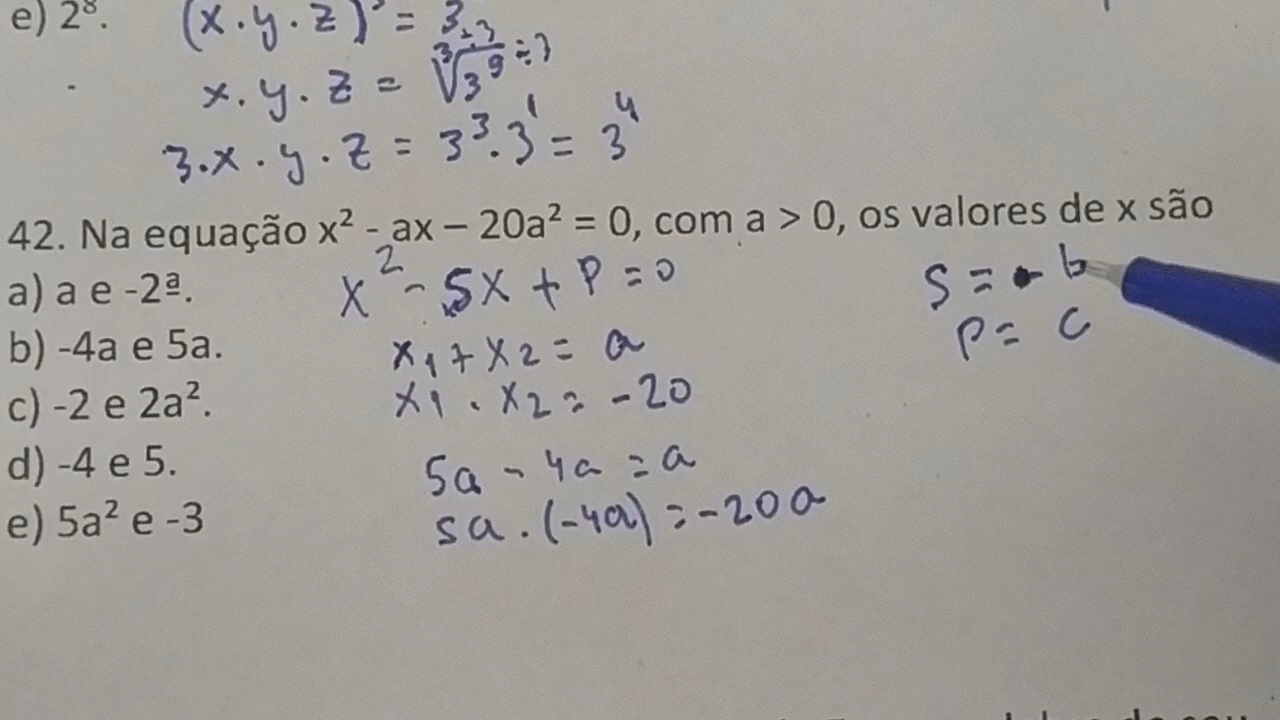 e) 2⁸. (x.y.z)³ = 3
x.y.z = ∛3⁹
3.x.y.z = 3³.3¹ = 3⁴
42. Na equação x² - ax – 20a² = 0, com a > 0, os valores de x são
a) a e -2ª.
b) -4a e 5a.
c) -2 e 2a².
d) -4 e 5.
e) 5a² e -3
x² - Sx + P = 0
x1 + x2 = a
x1 . x2 = -20
5a - 4a = a
5a . (-4a) = -20a
S = - b
P = c